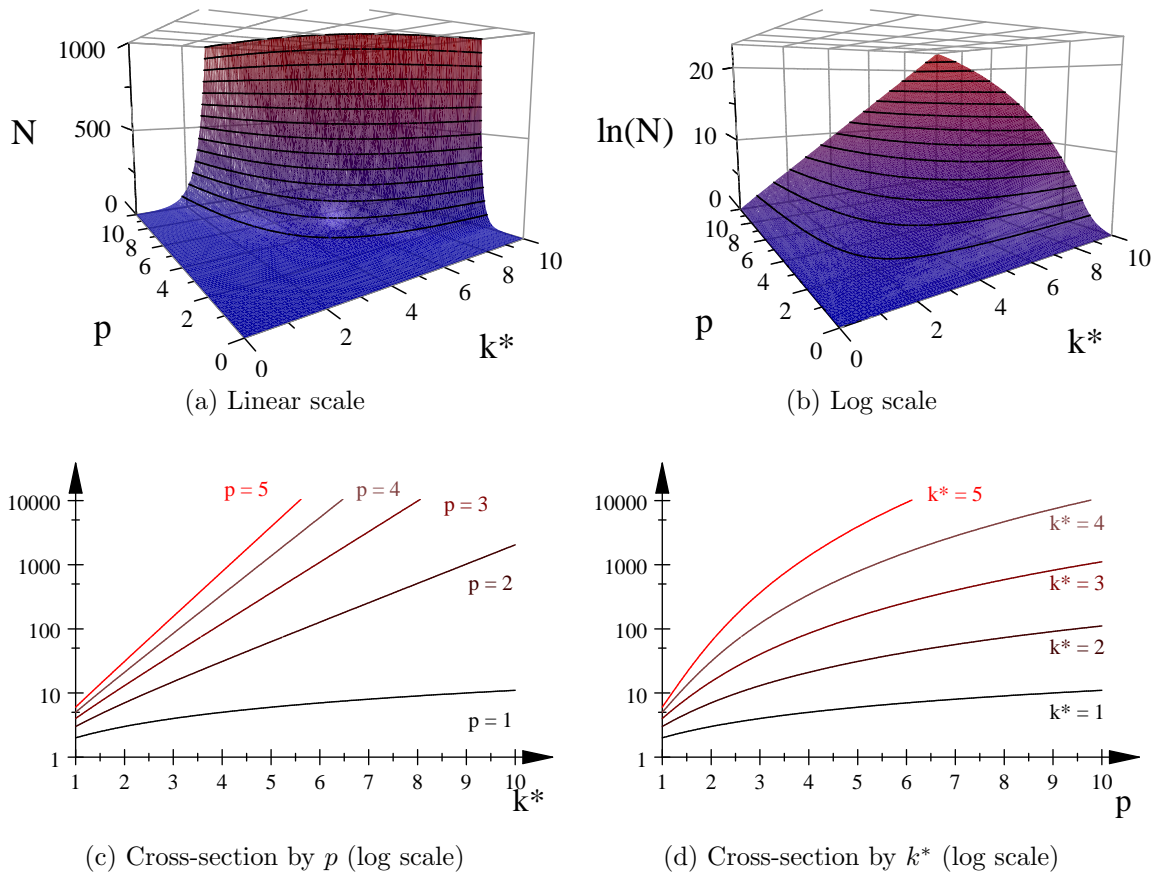 1000
500
0
N
10
8
6
4
2
0
p
0
2
4
6
8
10
k*
(a) Linear scale
20
10
0
ln(N)
10
8
6
4
2
0
p
0
2
4
6
8
10
k*
(b) Log scale
10000
1000
100
10
1
p = 5
p = 4
p = 3
p = 2
p = 1
1 2 3 4 5 6 7 8 9 10
k*
(c) Cross-section by p (log scale)
10000
1000
100
10
1
k* = 5
k* = 4
k* = 3
k* = 2
k* = 1
1 2 3 4 5 6 7 8 9 10
p
(d) Cross-section by k* (log scale)